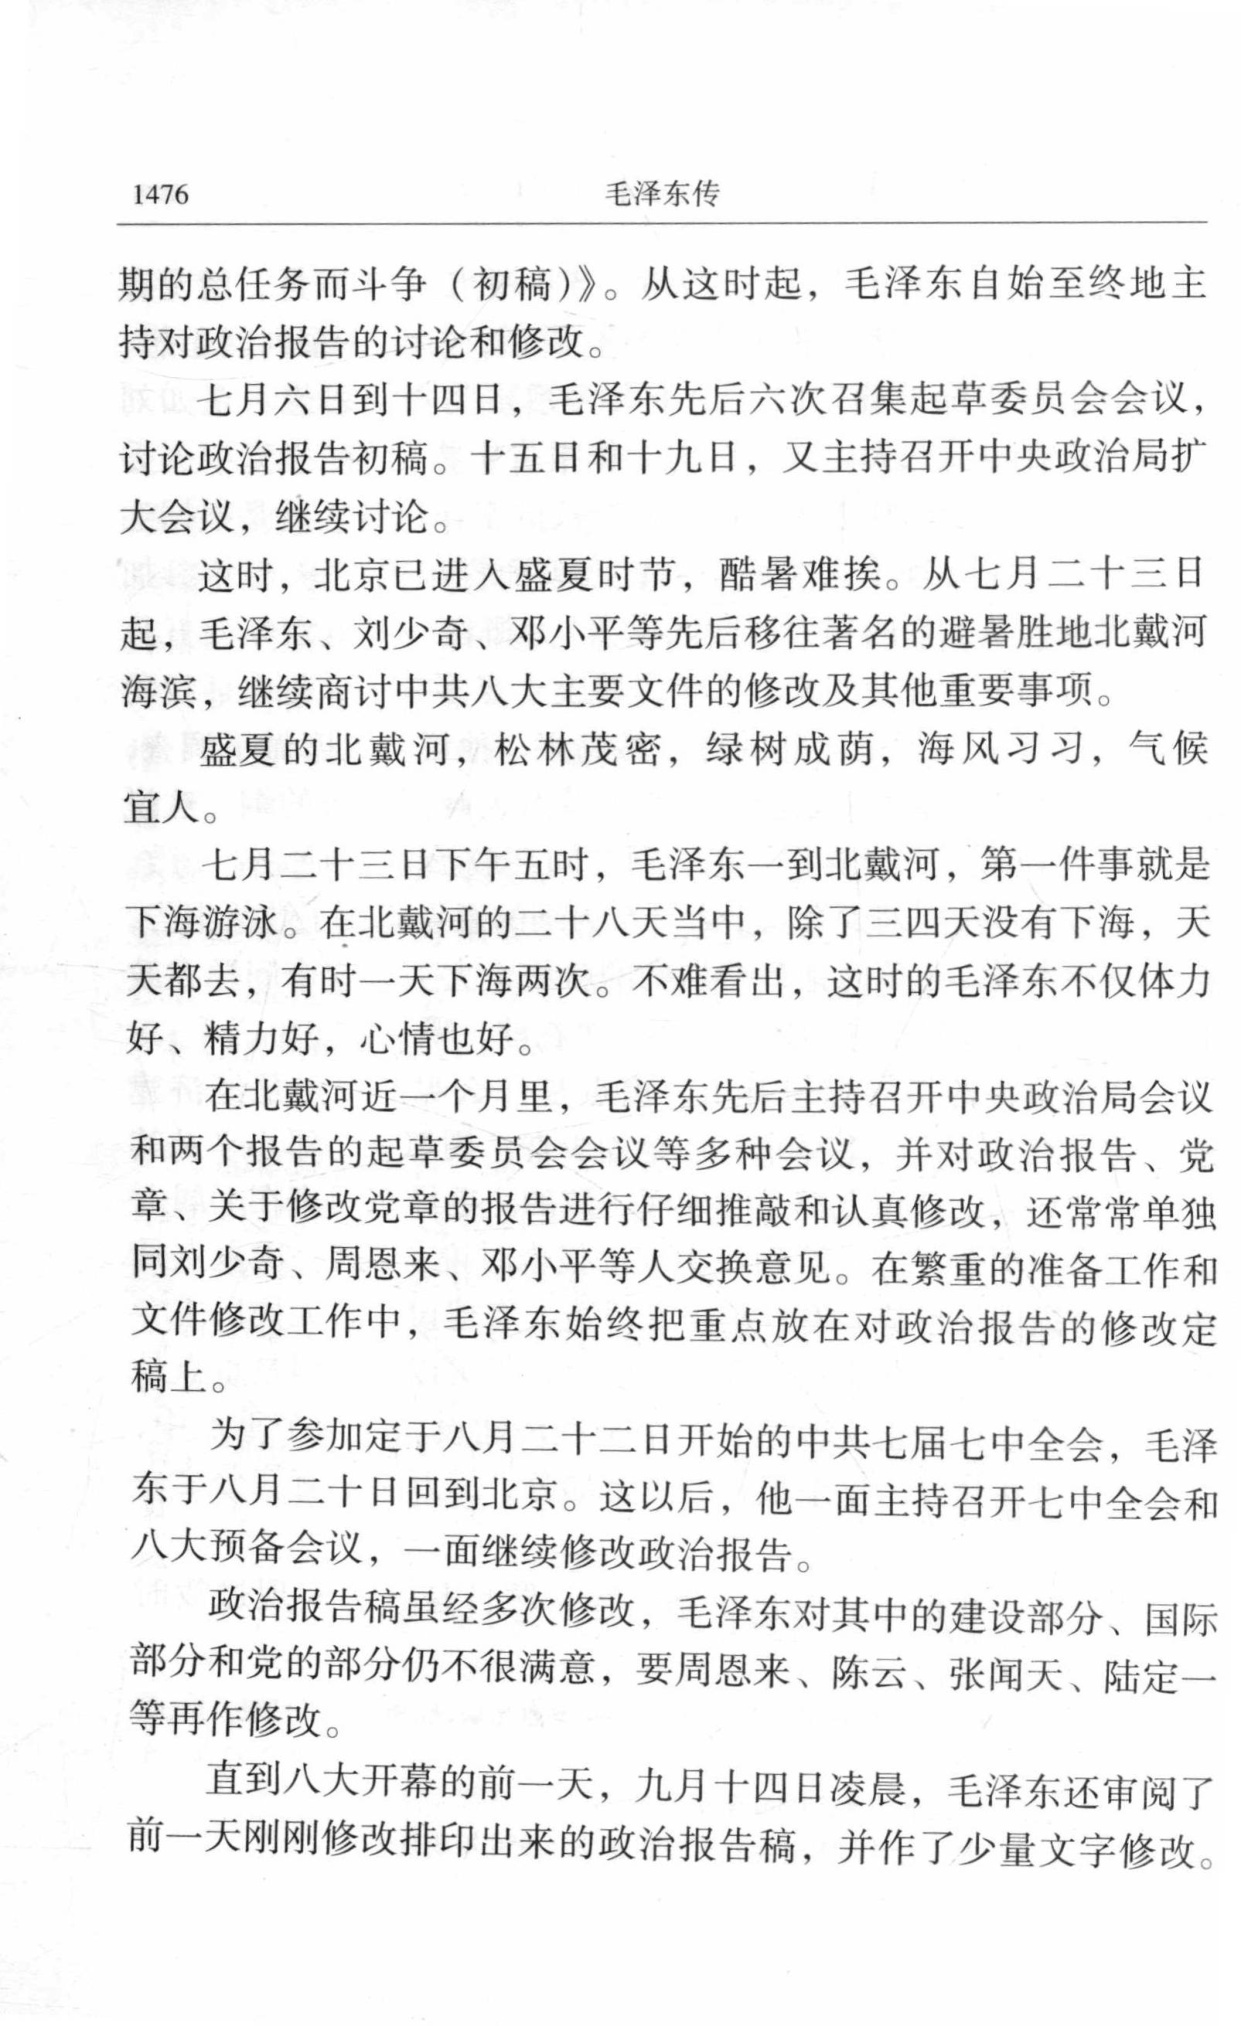 1476 毛泽东传
期的总任务而斗争（初稿)》。从这时起，毛泽东自始至终地主
持对政治报告的讨论和修改。
七月六日到十四日，毛泽东先后六次召集起草委员会会议，
讨论政治报告初稿。十五日和十九日，又主持召开中央政治局扩
大会议，继续讨论。
这时，北京已进入盛夏时节，酷暑难挨。从七月二十三日
起，毛泽东、刘少奇、邓小平等先后移往著名的避暑胜地北戴河
海滨，继续商讨中共八大主要文件的修改及其他重要事项。
盛夏的北戴河，松林茂密，绿树成荫，海风习习，气候
宜人。
七月二十三日下午五时，毛泽东一到北戴河，第一件事就是
下海游泳。在北戴河的二十八天当中，除了三四天没有下海，天
天都去，有时一天下海两次。不难看出，这时的毛泽东不仅体力
好、精力好，心情也好。
在北戴河近一个月里，毛泽东先后主持召开中央政治局会议
和两个报告的起草委员会会议等多种会议，并对政治报告、党
章、关于修改党章的报告进行仔细推敲和认真修改，还常常单独
同刘少奇、周恩来、邓小平等人交换意见。在繁重的准备工作和
文件修改工作中，毛泽东始终把重点放在对政治报告的修改定
稿上。
为了参加定于八月二十二日开始的中共七届七中全会，毛泽
东于八月二十日回到北京。这以后，他一面主持召开七中全会和
八大预备会议，一面继续修改政治报告。
政治报告稿虽经多次修改，毛泽东对其中的建设部分、国际
部分和党的部分仍不很满意，要周恩来、陈云、张闻天、陆定一
等再作修改。
直到八大开幕的前一天，九月十四日凌晨，毛泽东还审阅了
前一天刚刚修改排印出来的政治报告稿，并作了少量文字修改。